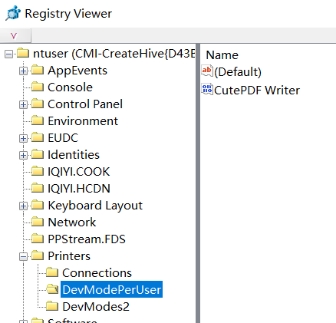 Registry Viewer
ntuser (CMI-CreateHive{D43E
AppEvents
Console
Control Panel
Environment
EUDC
Identities
IQIYI.COOK
IQIYI.HCDN
Keyboard Layout
Network
PPStream.FDS
Printers
Connections
DevModePerUser
DevModes2
Software
Name
(Default)
CutePDF Writer